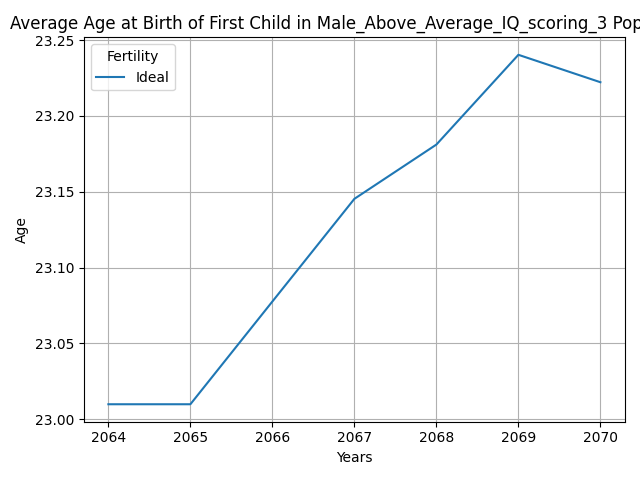 Average Age at Birth of First Child in Male_Above_Average_IQ_scoring_3 Pop
Fertility
Ideal
23.25
23.20
23.15
23.10
23.05
23.00
Age
2064 2065 2066 2067 2068 2069 2070
Years